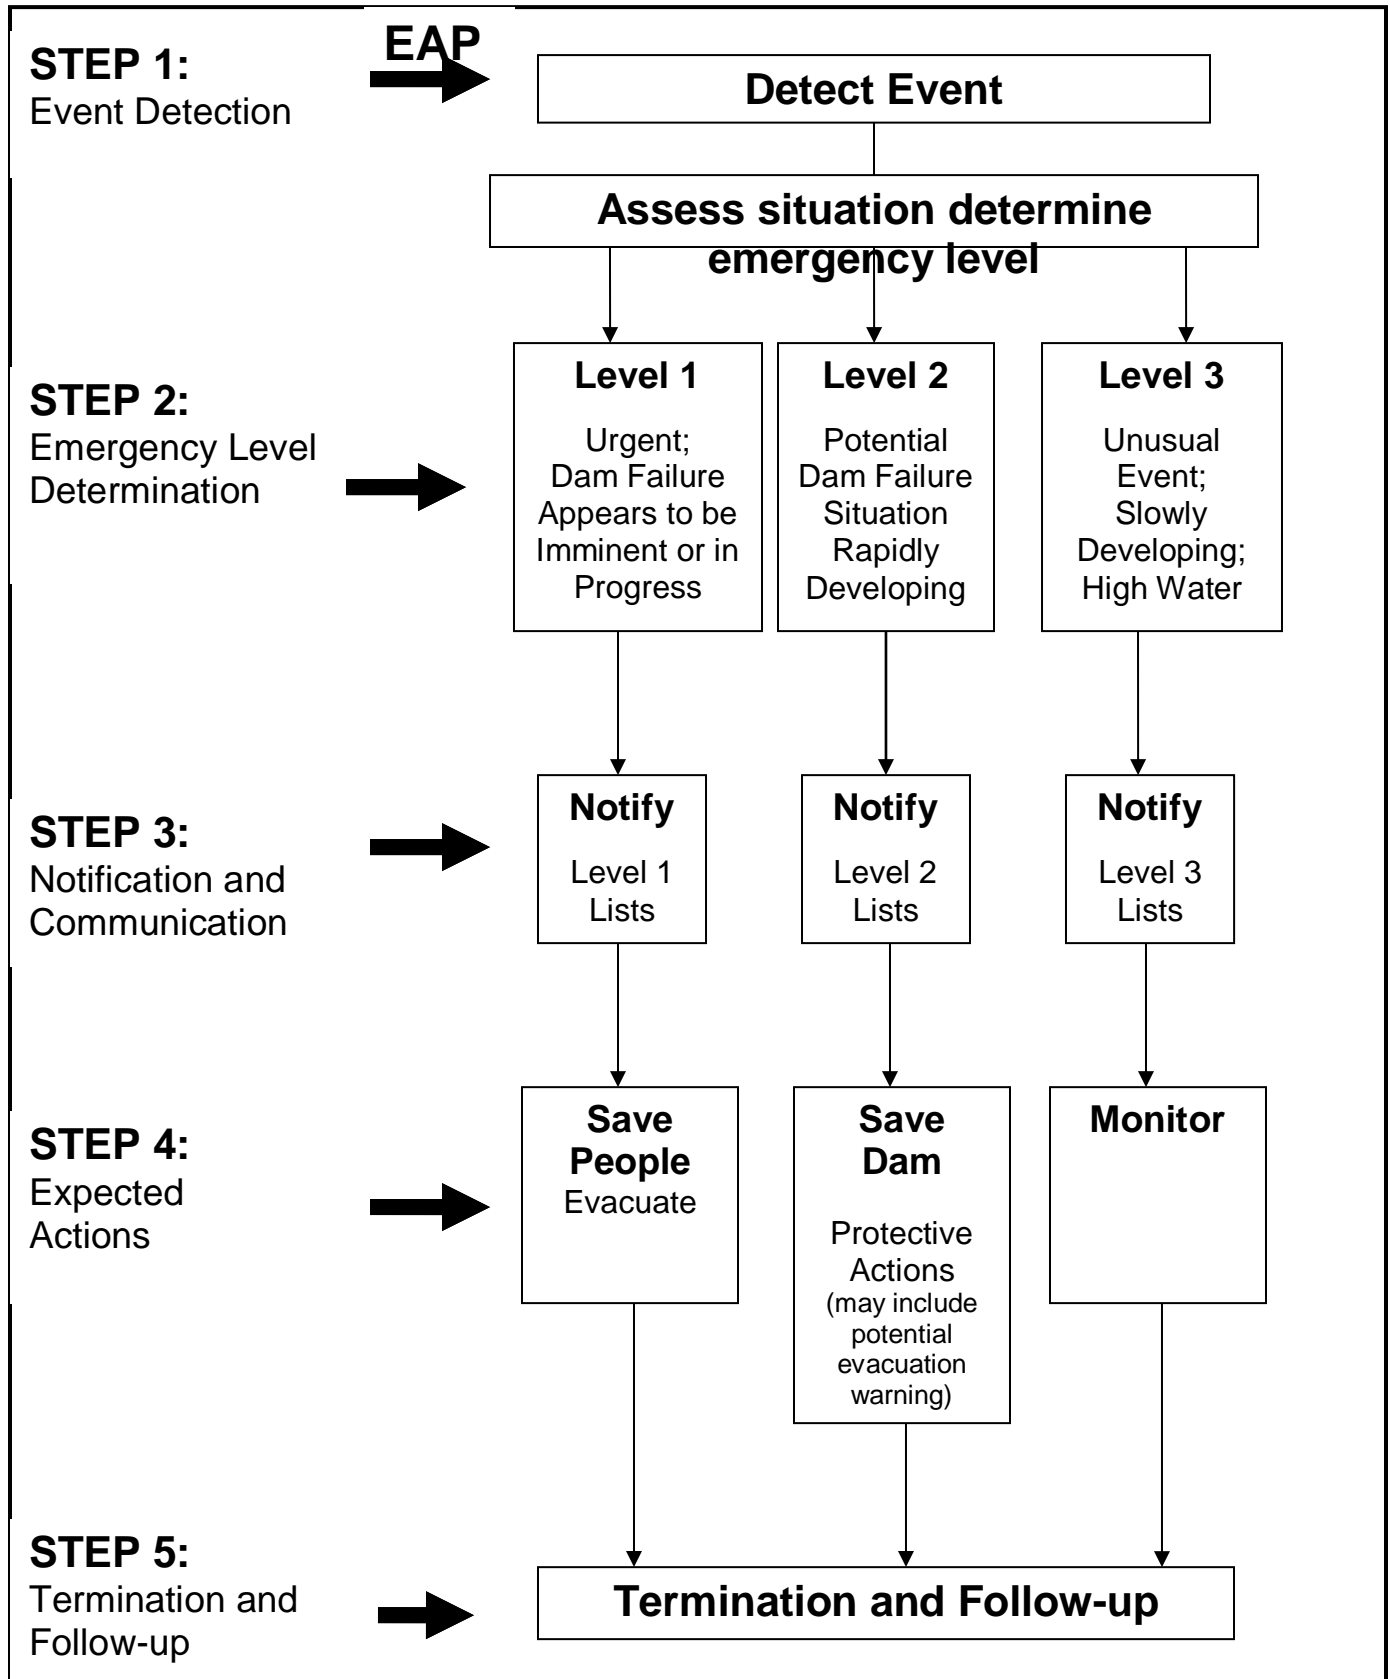 EAP
STEP 1:
Event Detection
Detect Event
Assess situation determine
emergency level
STEP 2:
Emergency Level
Determination
Level 1
Urgent;
Dam Failure
Appears to be
Imminent or in
Progress
Level 2
Potential
Dam Failure
Situation
Rapidly
Developing
Level 3
Unusual
Event;
Slowly
Developing;
High Water
STEP 3:
Notification and
Communication
Notify
Level 1
Lists
Notify
Level 2
Lists
Notify
Level 3
Lists
STEP 4:
Expected
Actions
Save
People
Evacuate
Save
Dam
Protective
Actions
(may include
potential
evacuation
warning)
Monitor
STEP 5:
Termination and
Follow-up
Termination and Follow-up